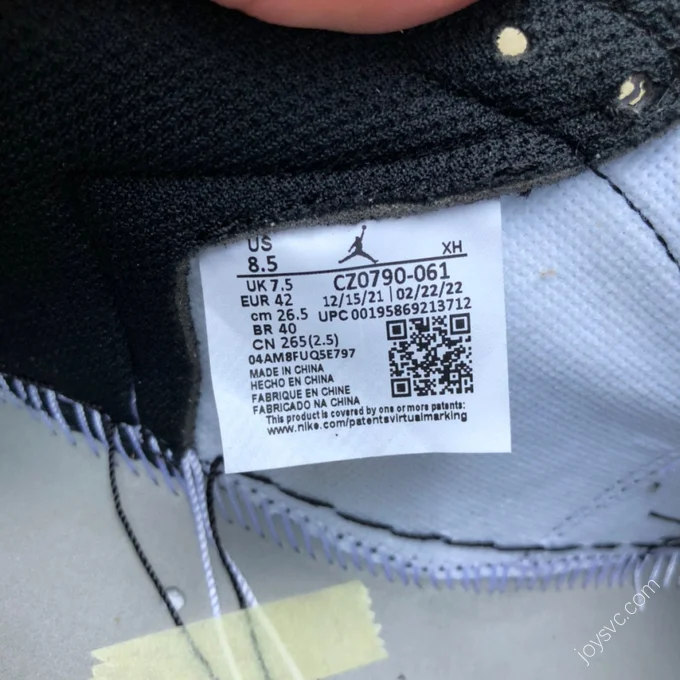 US XH
8.5
UK 7.5 CZ0790-061
EUR 42 12/15/21 | 02/22/22
cm 26.5 UPC 00195869213712
BR 40
CN 265(2.5)
04AM8FUQ5E797
MADE IN CHINA
HECHO EN CHINA
FABRIQUE EN CHINE
FABRICADO NA CHINA
This product is covered by one or more patents:
www.nike.com/patentsvirtualmarking
joysvc.com